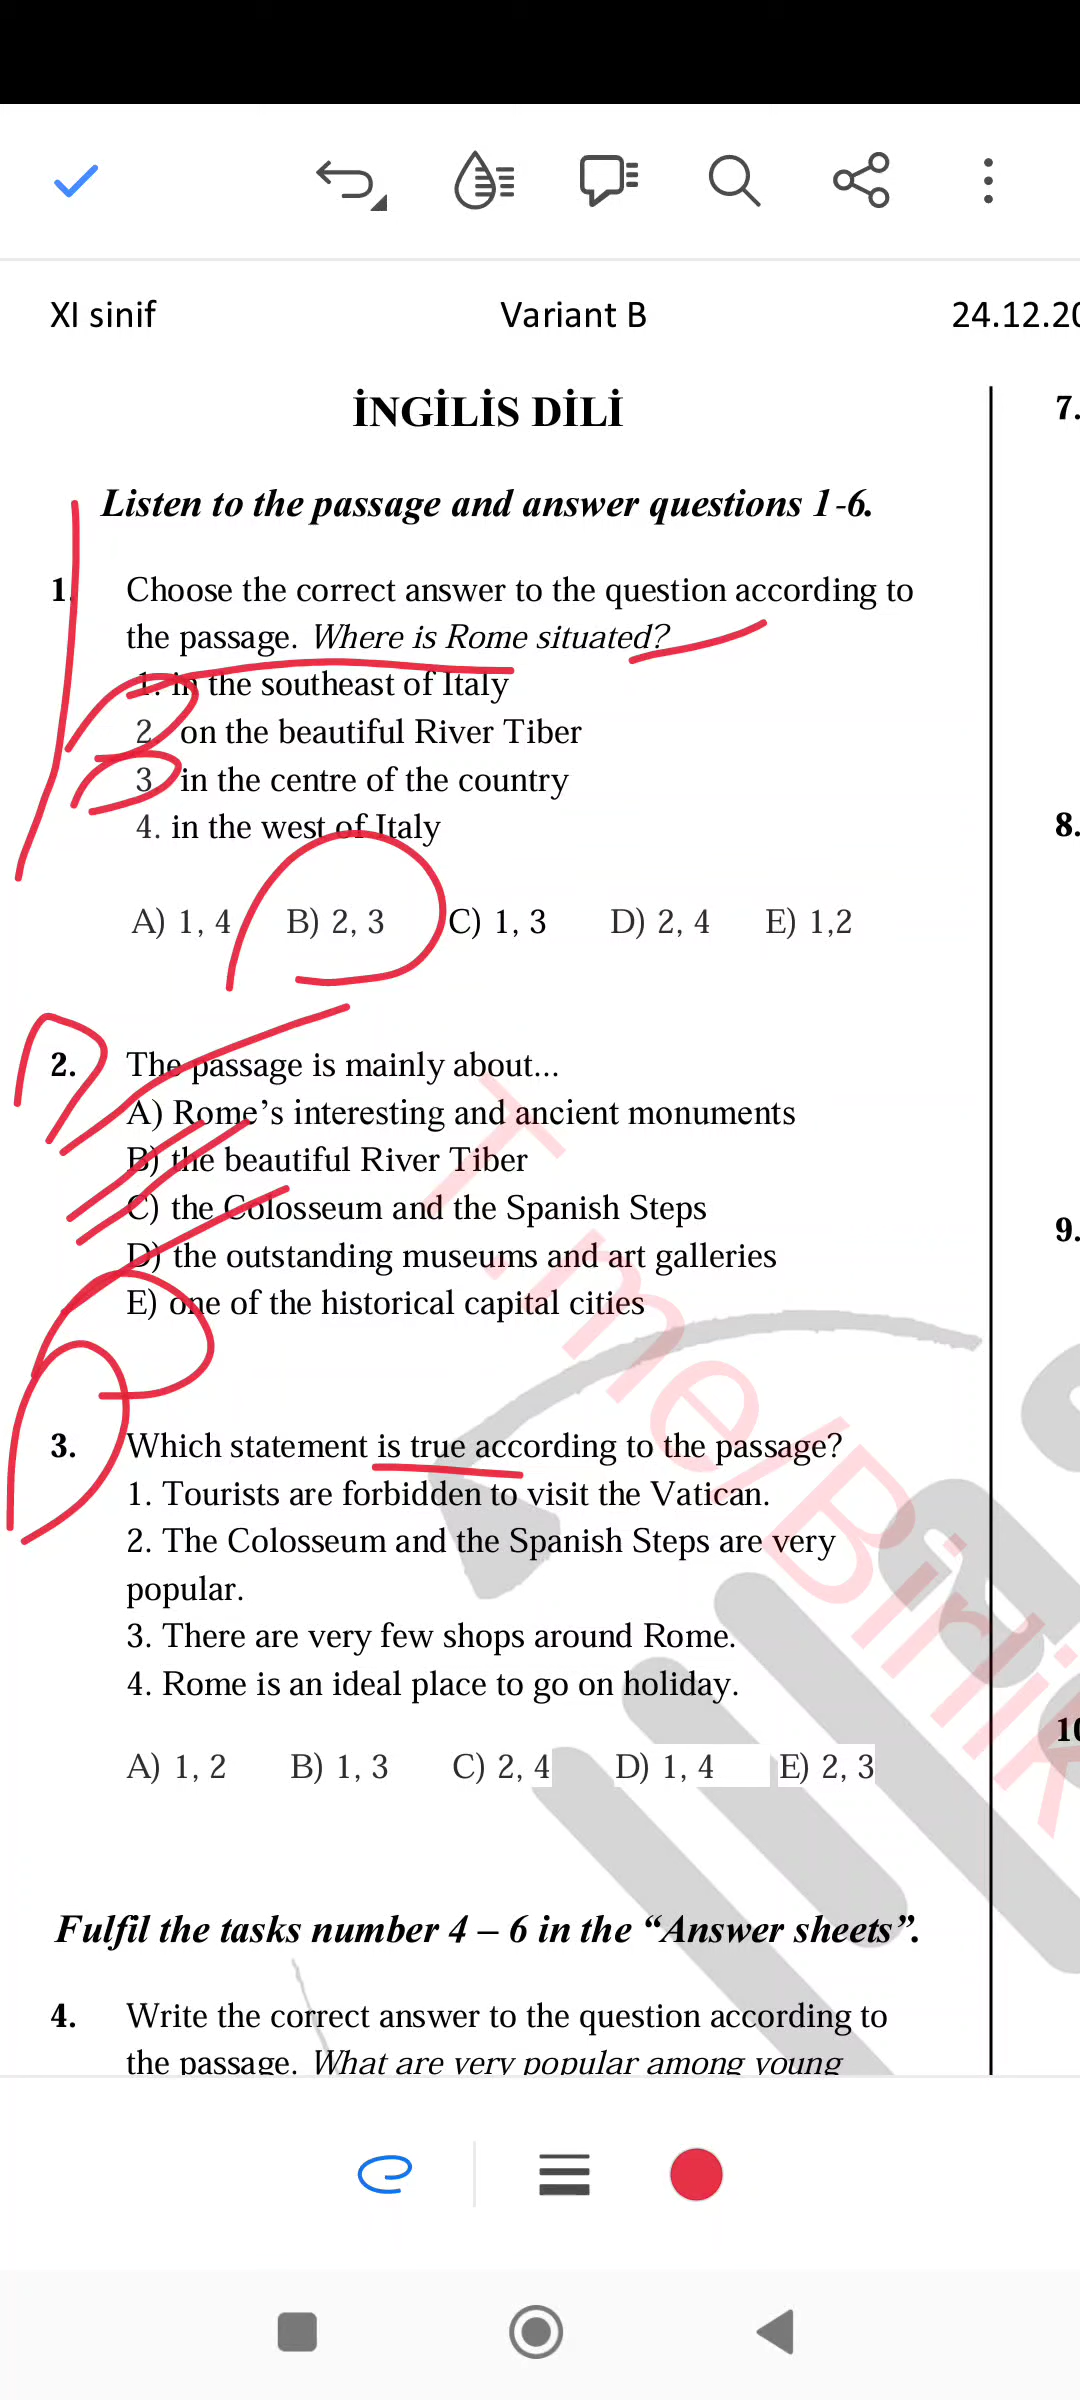 XI sinif Variant B 24.12.20
İNGİLİS DİLİ
Listen to the passage and answer questions 1-6.
1. Choose the correct answer to the question according to
the passage. Where is Rome situated?
1. in the southeast of Italy
2. on the beautiful River Tiber
3. in the centre of the country
4. in the west of Italy
A) 1, 4 B) 2, 3 C) 1, 3 D) 2, 4 E) 1,2
2. The passage is mainly about...
A) Rome’s interesting and ancient monuments
B) the beautiful River Tiber
C) the Colosseum and the Spanish Steps
D) the outstanding museums and art galleries
E) one of the historical capital cities
3. Which statement is true according to the passage?
1. Tourists are forbidden to visit the Vatican.
2. The Colosseum and the Spanish Steps are very
popular.
3. There are very few shops around Rome.
4. Rome is an ideal place to go on holiday.
A) 1, 2 B) 1, 3 C) 2, 4 D) 1, 4 E) 2, 3
Fulfil the tasks number 4 – 6 in the “Answer sheets”.
4. Write the correct answer to the question according to
the passage. What are very popular among young
7.
8.
9.
10
T.me/Birlik